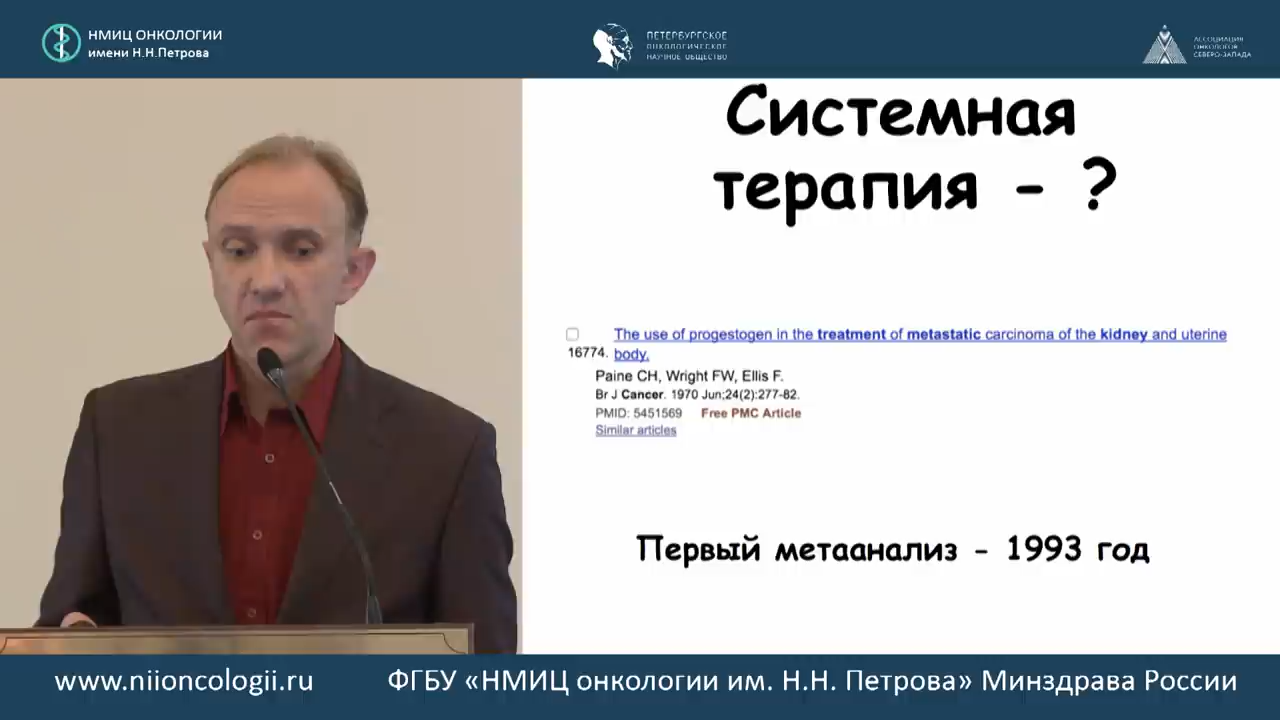 НМИЦ ОНКОЛОГИИ
имени Н.Н.Петрова
ПЕТЕРБУРГСКОЕ
ОНКОЛОГИЧЕСКОЕ
НАУЧНОЕ ОБЩЕСТВО
АССОЦИАЦИЯ
ОНКОЛОГОВ
СЕВЕРО-ЗАПАДА
Системная
терапия - ?
The use of progestogen in the treatment of metastatic carcinoma of the kidney and uterine
16774. body.
Paine CH, Wright FW, Ellis F.
Br J Cancer. 1970 Jun;24(2):277-82.
PMID: 5451569 Free PMC Article
Similar articles
Первый метаанализ - 1993 год
www.niioncologii.ru
ФГБУ «НМИЦ онкологии им. Н.Н. Петрова» Минздрава России